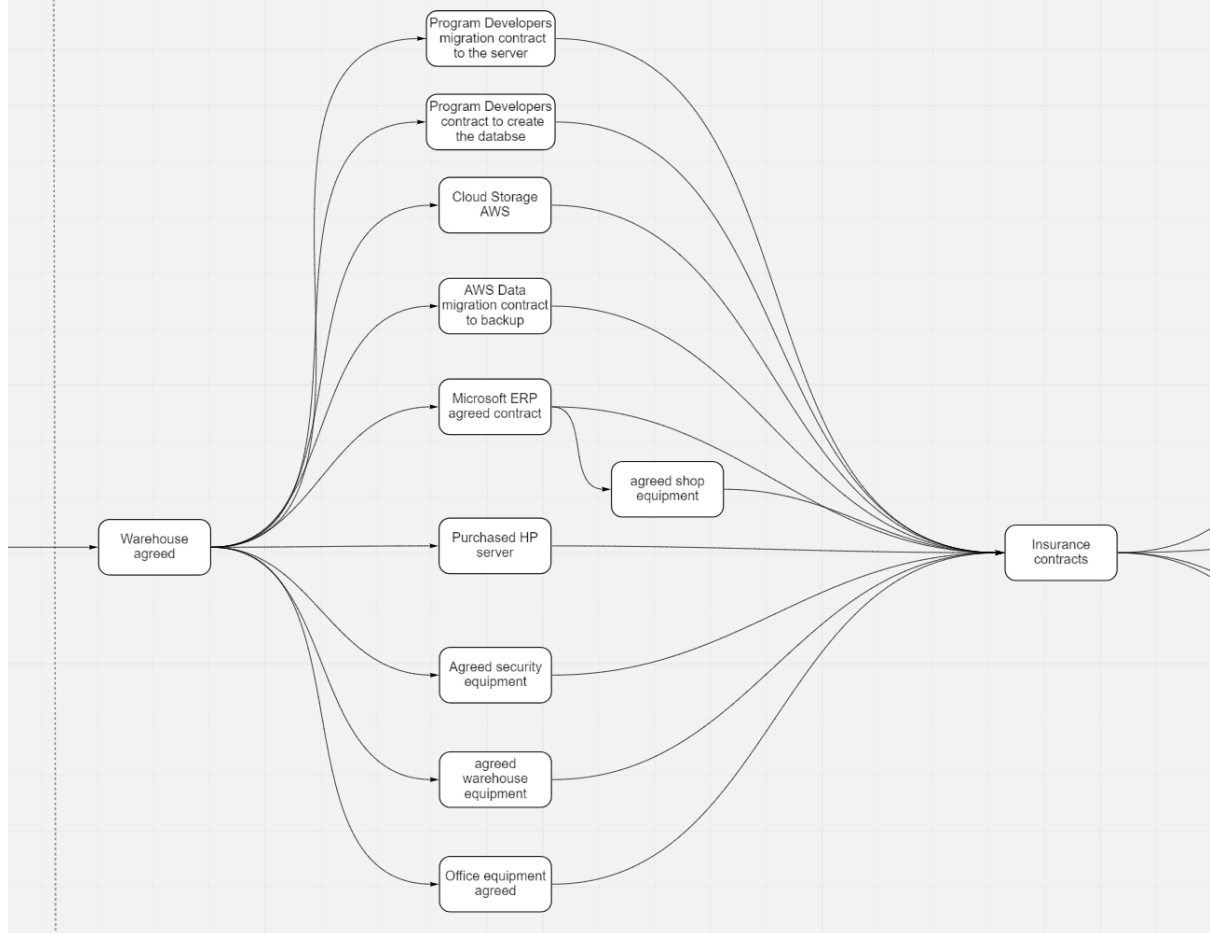 Program Developers
migration contract
to the server
Program Developers
contract to create
the databse
Cloud Storage
AWS
AWS Data
migration contract
to backup
Microsoft ERP
agreed contract
agreed shop
equipment
Warehouse
agreed
Purchased HP
server
Insurance
contracts
Agreed security
equipment
agreed
warehouse
equipment
Office equipment
agreed